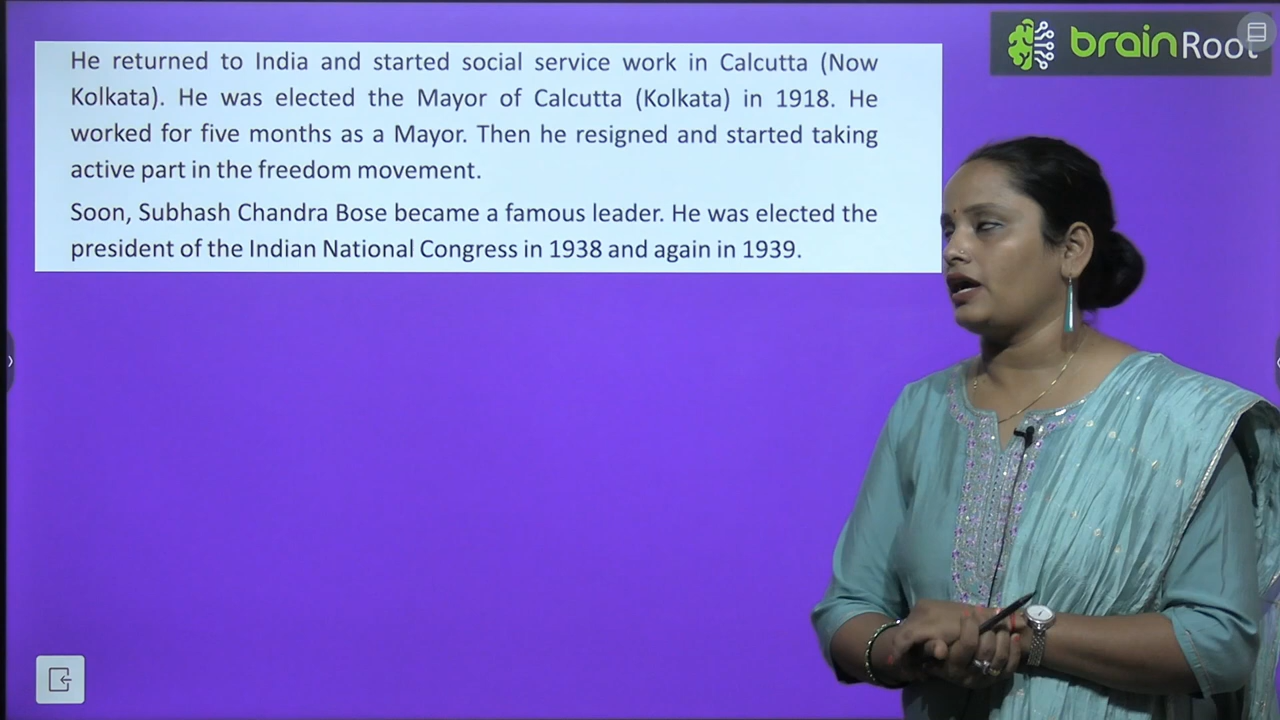 brainRoot
He returned to India and started social service work in Calcutta (Now
Kolkata). He was elected the Mayor of Calcutta (Kolkata) in 1918. He
worked for five months as a Mayor. Then he resigned and started taking
active part in the freedom movement.
Soon, Subhash Chandra Bose became a famous leader. He was elected the
president of the Indian National Congress in 1938 and again in 1939.